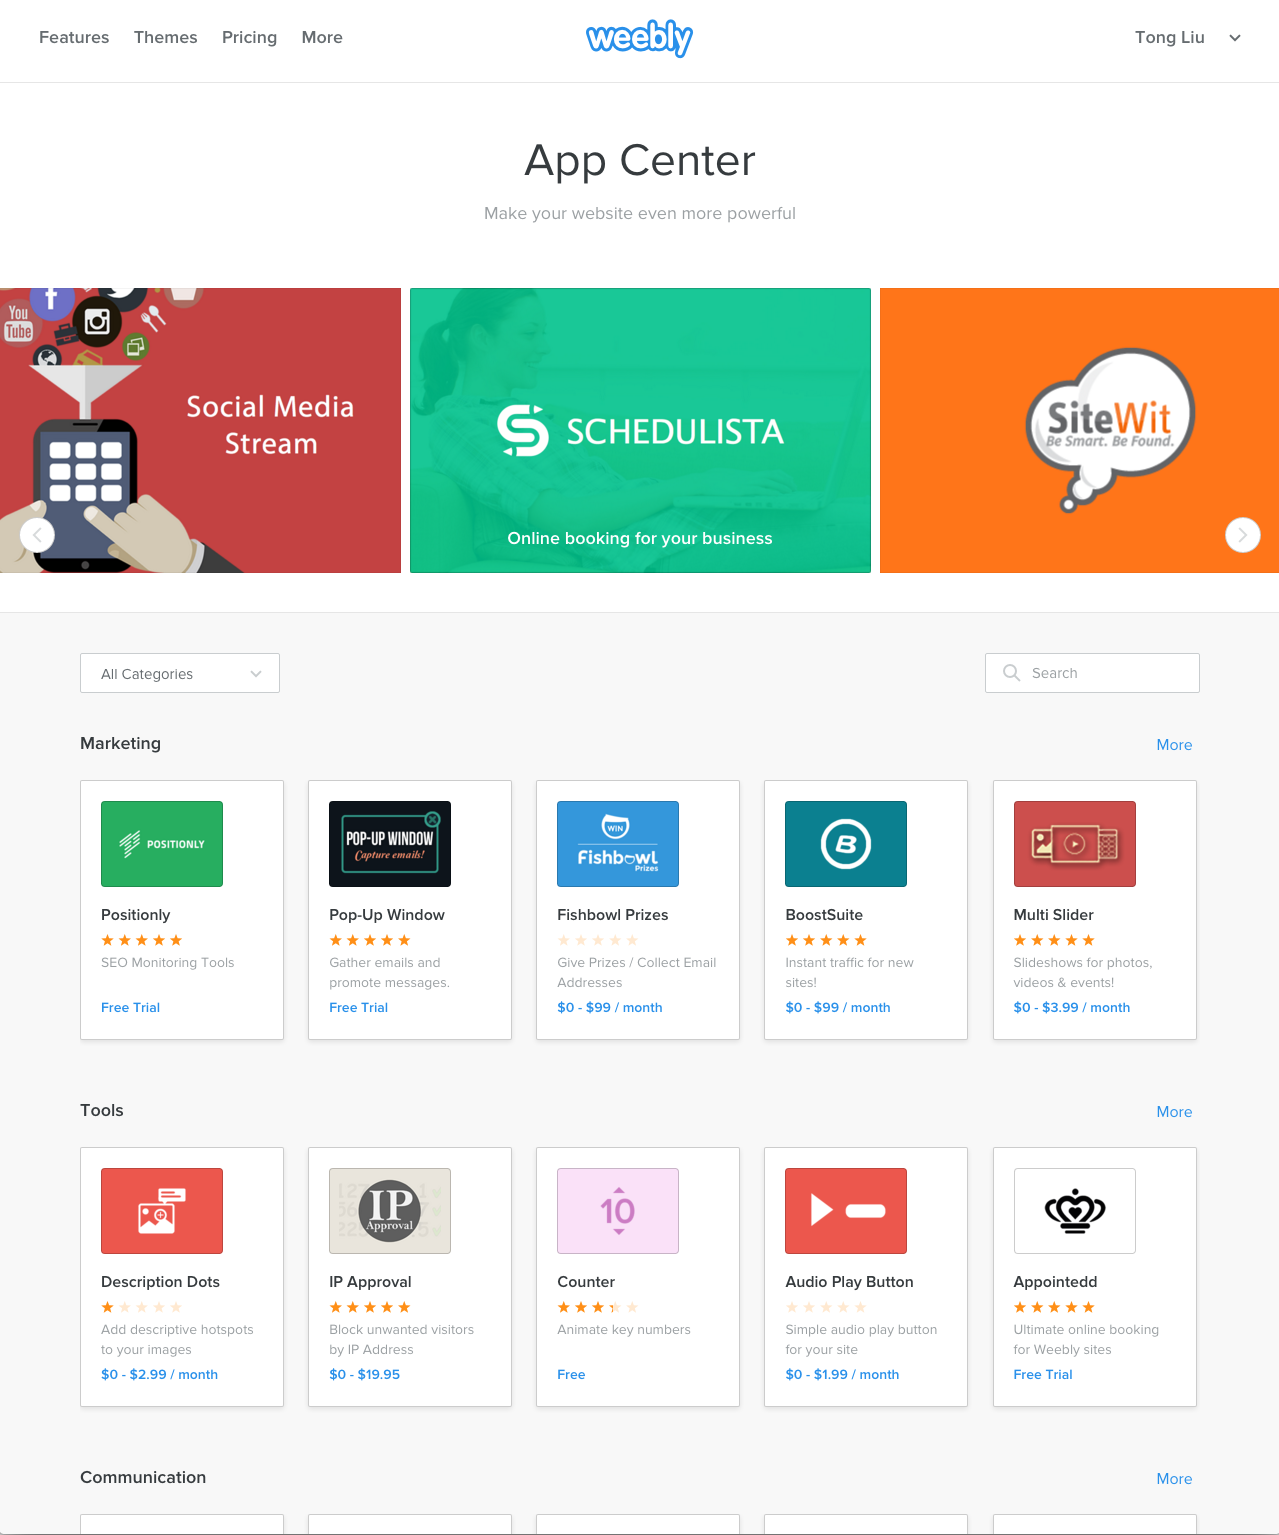 Features
Themes
Pricing
More
weebly
Tong Liu
App Center
Make your website even more powerful
You
Tube
f
Social Media
Stream
SCHEDULISTA
Online booking for your business
SiteWit
Be Smart. Be Found.
All Categories
Search
Marketing
More
POSITIONLY
Positionly
SEO Monitoring Tools
Free Trial
POP-UP WINDOW
Capture emails!
Pop-Up Window
Gather emails and
promote messages.
Free Trial
WIN
Fishbowl
Prizes
Fishbowl Prizes
Give Prizes / Collect Email
Addresses
$0 - $99 / month
B
BoostSuite
Instant traffic for new
sites!
$0 - $99 / month
Multi Slider
Slideshows for photos,
videos & events!
$0 - $3.99 / month
Tools
More
Description Dots
Add descriptive hotspots
to your images
$0 - $2.99 / month
IP
Approval
IP Approval
Block unwanted visitors
by IP Address
$0 - $19.95
10
Counter
Animate key numbers
Free
Audio Play Button
Simple audio play button
for your site
$0 - $1.99 / month
Appointedd
Ultimate online booking
for Weebly sites
Free Trial
Communication
More